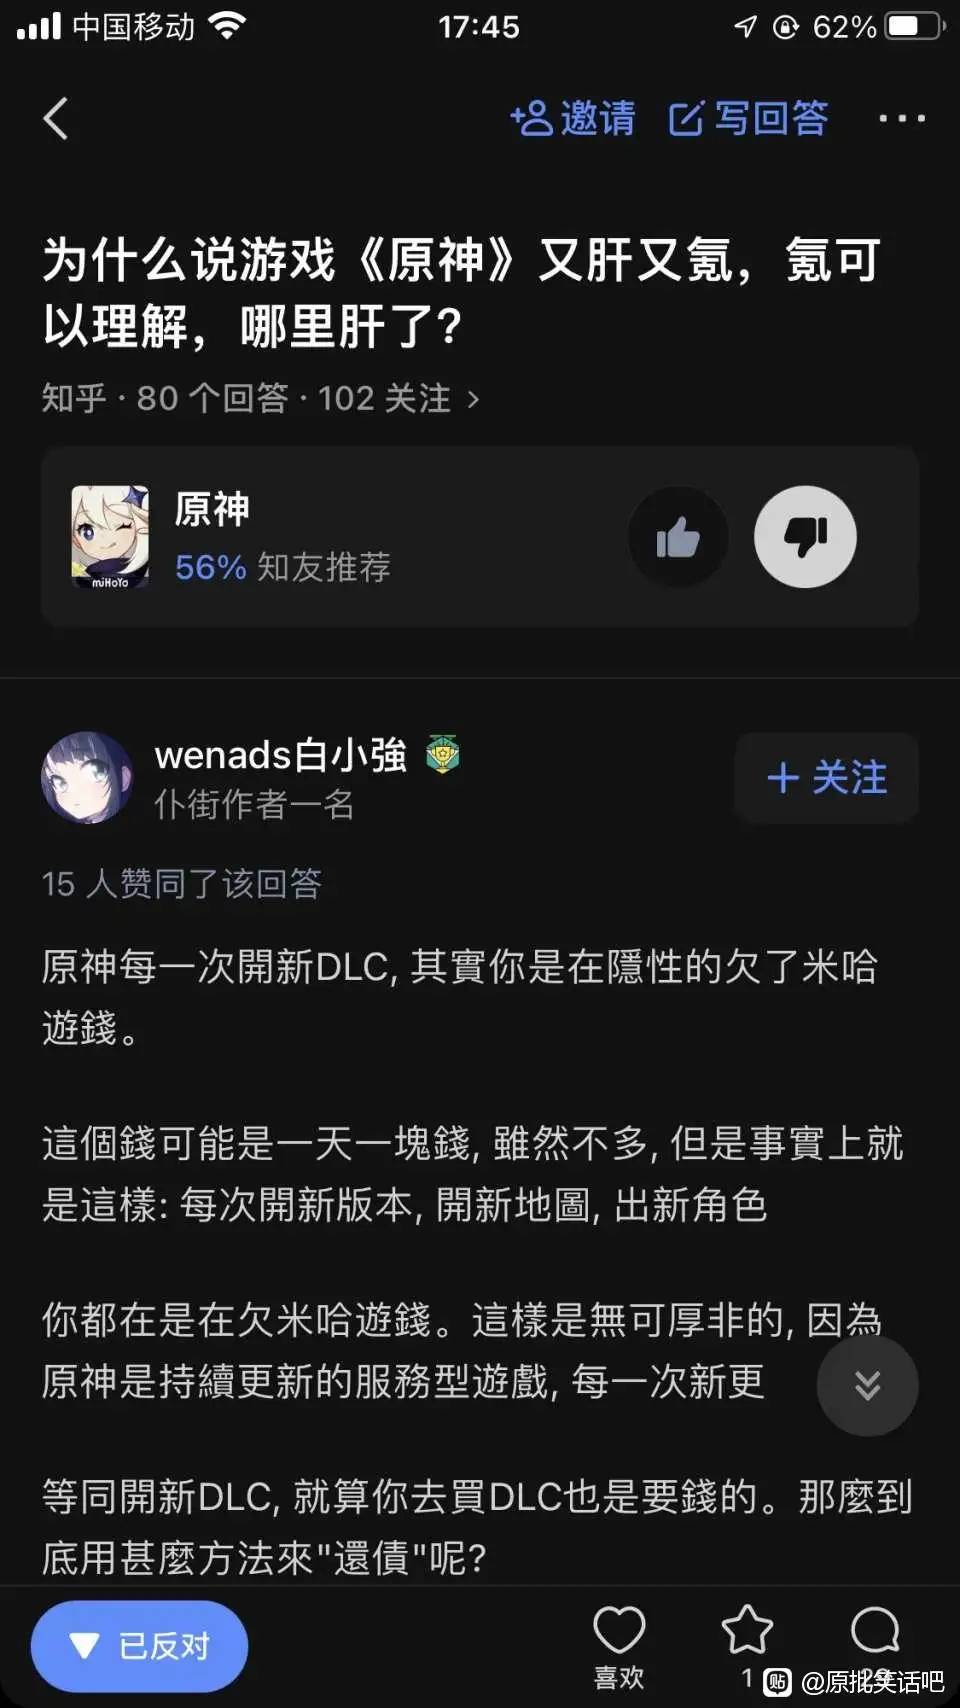 中国移动 17:45 62%
邀请 写回答
为什么说游戏《原神》又肝又氪，氪可
以理解，哪里肝了？
知乎 · 80 个回答 · 102 关注 >
原神
56% 知友推荐
miHoYo
wenads白小強
仆街作者一名
+ 关注
15 人赞同了该回答
原神每一次開新DLC, 其實你是在隱性的欠了米哈
遊錢。
這個錢可能是一天一塊錢, 雖然不多, 但是事實上就
是這樣: 每次開新版本, 開新地圖, 出新角色
你都在是在欠米哈遊錢。這樣是無可厚非的, 因為
原神是持續更新的服務型遊戲, 每一次新更
等同開新DLC, 就算你去買DLC也是要錢的。那麼到
底用甚麼方法來"還債"呢?
已反对
喜欢 1
贴 @原批笑话吧